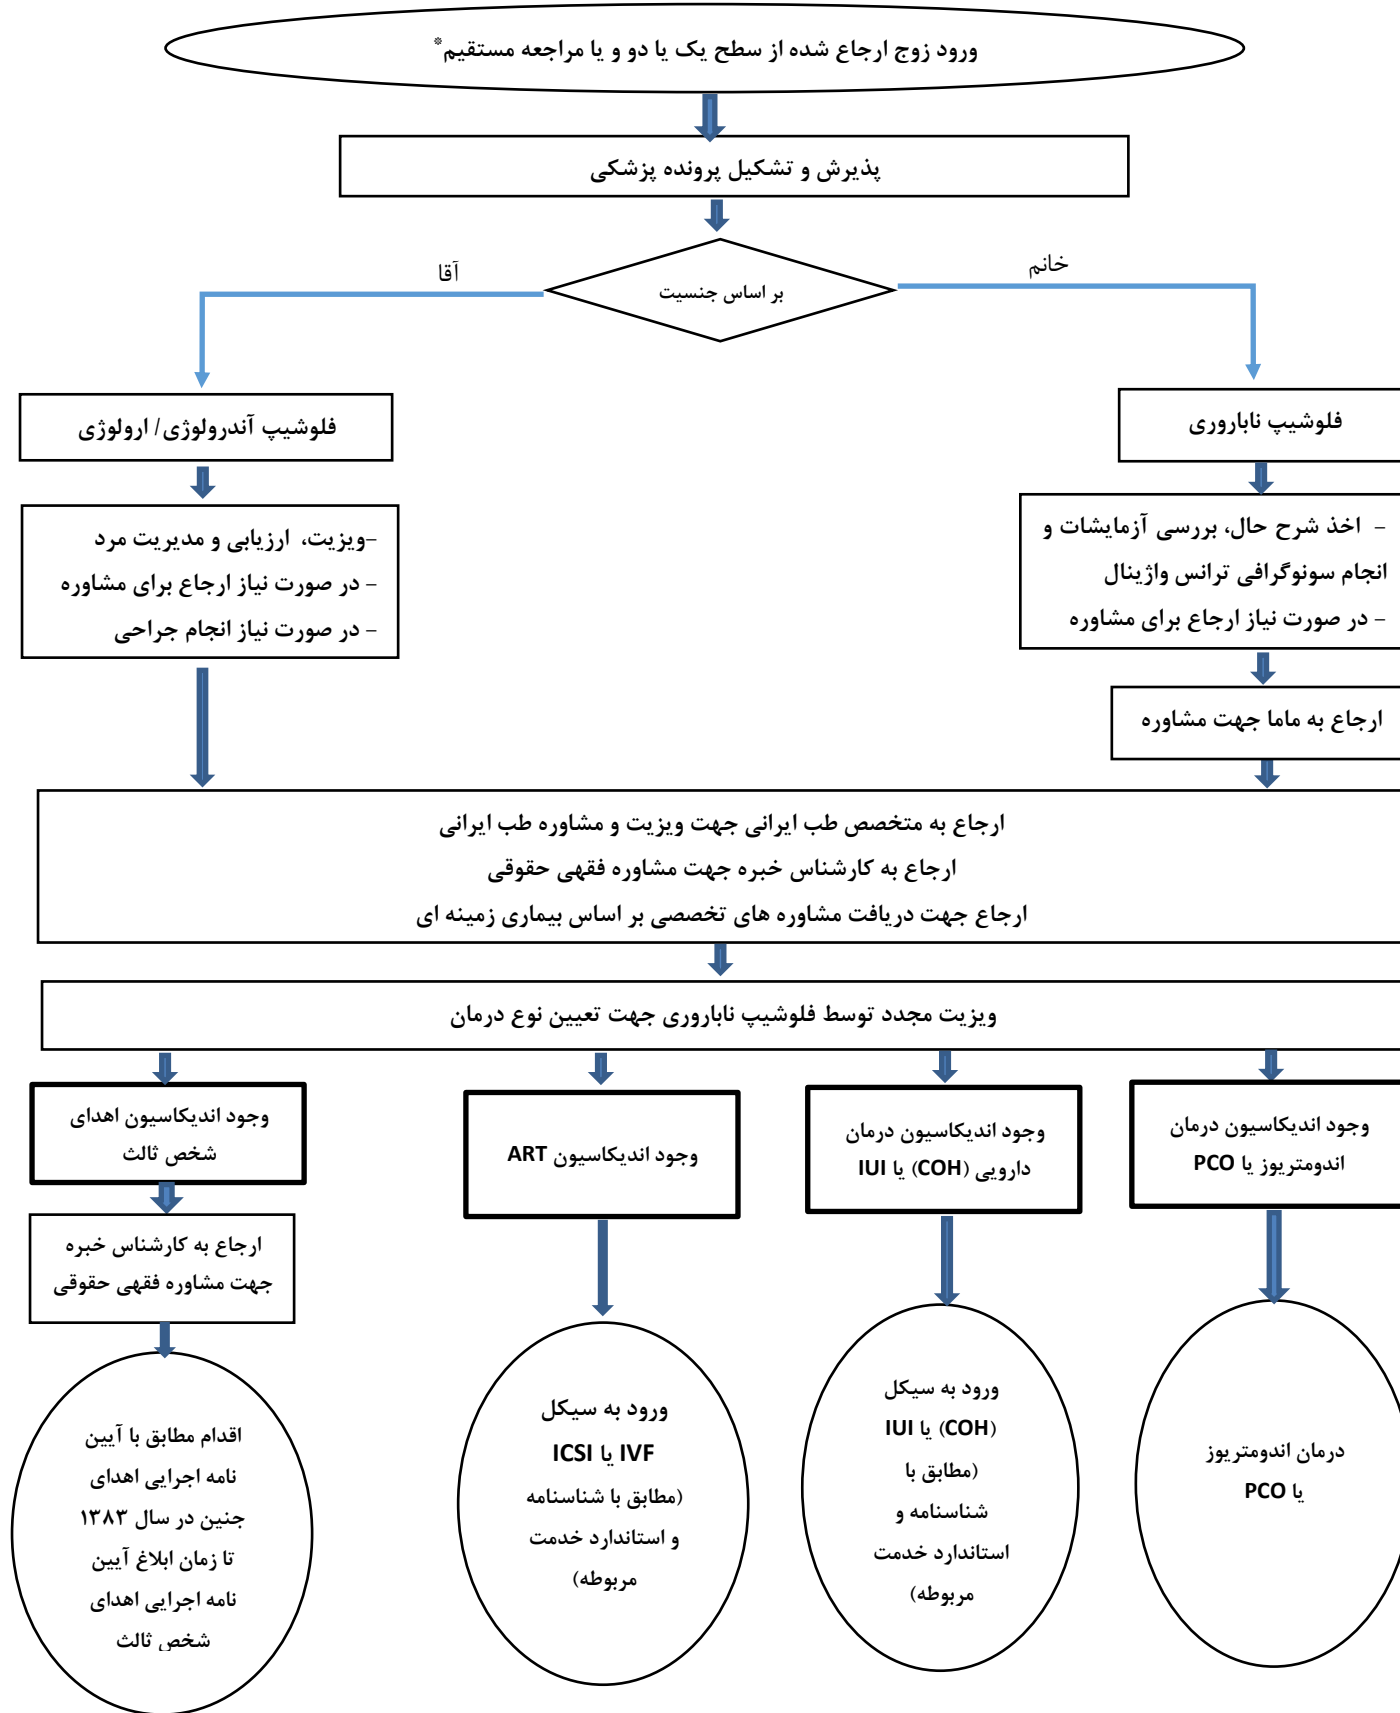 ورود زوج ارجاع شده از سطح یک یا دو و یا مراجعه مستقیم*
پذیرش و تشکیل پرونده پزشکی
خانم
آقا
بر اساس جنسیت
فلوشیپ ناباروری
فلوشیپ آندرولوژی/ ارولوژی
- اخذ شرح حال، بررسی آزمایشات و
انجام سونوگرافی ترانس واژینال
- در صورت نیاز ارجاع برای مشاوره
-ویزیت، ارزیابی و مدیریت مرد
- در صورت نیاز ارجاع برای مشاوره
- در صورت نیاز انجام جراحی
ارجاع به ماما جهت مشاوره
ارجاع به متخصص طب ایرانی جهت ویزیت و مشاوره طب ایرانی
ارجاع به کارشناس خبره جهت مشاوره فقهی حقوقی
ارجاع جهت دریافت مشاوره های تخصصی بر اساس بیماری زمینه ای
ویزیت مجدد توسط فلوشیپ ناباروری جهت تعیین نوع درمان
وجود اندیکاسیون درمان
اندومتریوز یا PCO
وجود اندیکاسیون درمان
دارویی (COH) یا IUI
وجود اندیکاسیون ART
وجود اندیکاسیون اهدای
شخص ثالث
ارجاع به کارشناس خبره
جهت مشاوره فقهی حقوقی
درمان اندومتریوز
یا PCO
ورود به سیکل
(COH) یا IUI
(مطابق با
شناسنامه و
استاندارد خدمت
مربوطه)
ورود به سیکل
IVF یا ICSI
(مطابق با شناسنامه
و استاندارد خدمت
مربوطه)
اقدام مطابق با آیین
نامه اجرایی اهدای
جنین در سال ۱۳۸۳
تا زمان ابلاغ آیین
نامه اجرایی اهدای
شخص ثالث